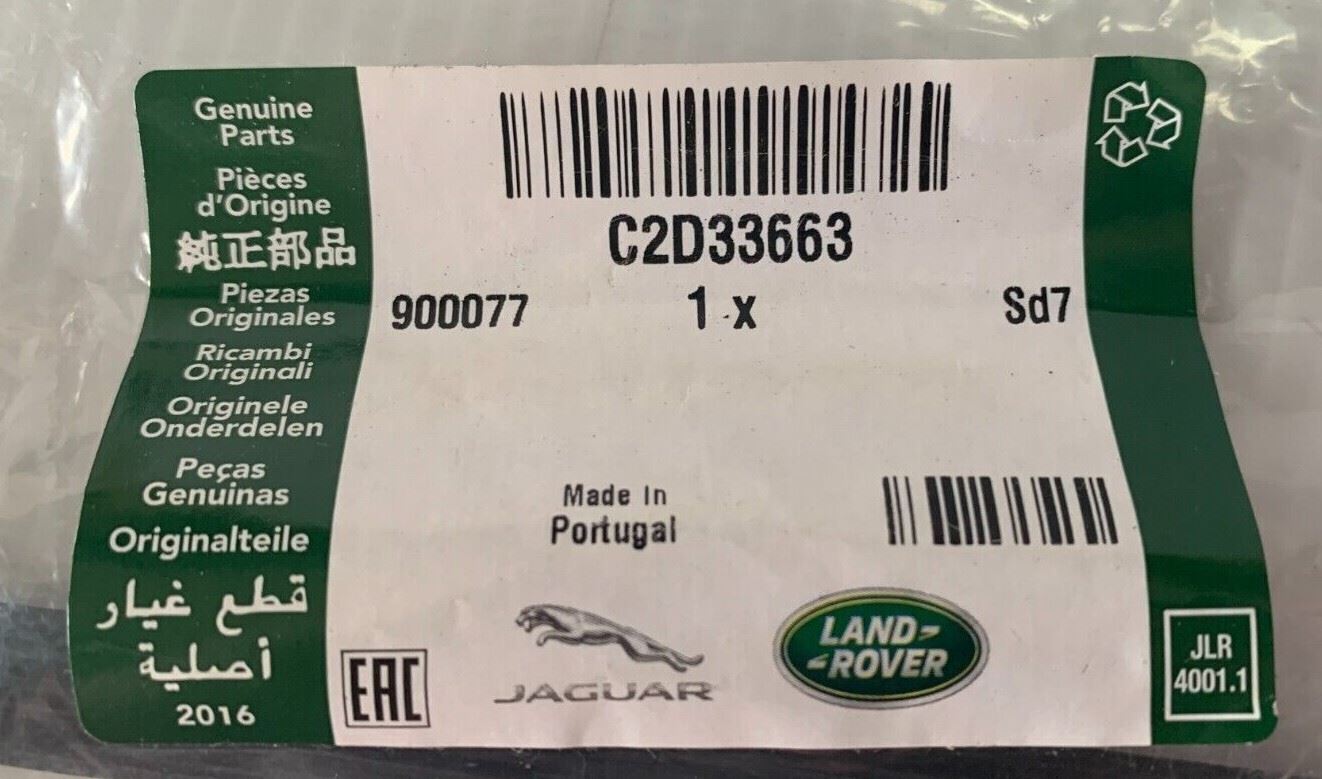 Genuine
Parts
Pièces
d'Origine
純正部品
Piezas
Originales
Ricambi
Originali
Originele
Onderdelen
Peças
Genuinas
Originalteile
قطع غيار
أصلية
2016
C2D33663
900077 1 x Sd7
Made In
Portugal
EAC
JAGUAR
LAND-
-ROVER
JLR
4001.1